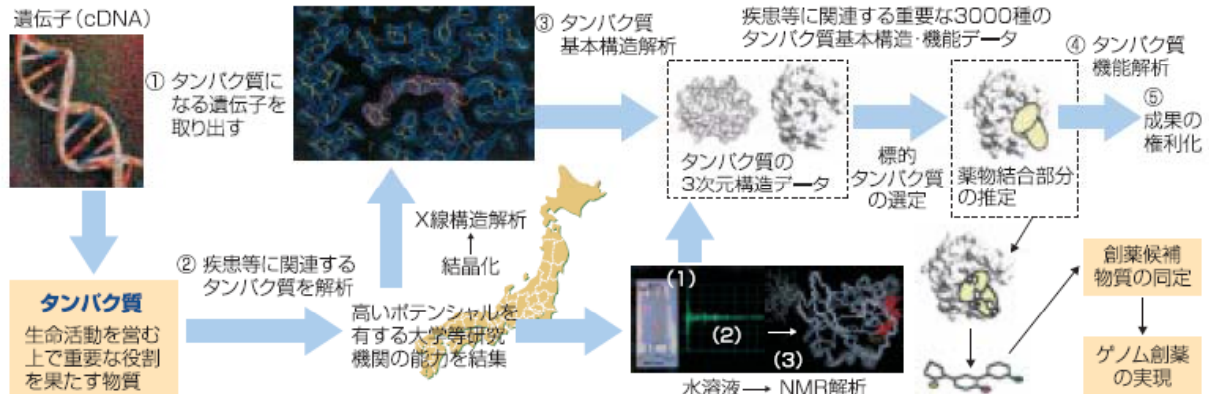 遺伝子(cDNA)
① タンパク質に
なる遺伝子を
取り出す
タンパク質
生命活動を営む
上で重要な役割
を果たす物質
② 疾患等に関連する
タンパク質を解析
X線構造解析
結晶化
高いポテンシャルを
有する大学等研究
機関の能力を結集
③ タンパク質
基本構造解析
疾患等に関連する重要な3000種の
タンパク質基本構造・機能データ
タンパク質の
3次元構造データ
(1)
(2)
(3)
水溶液→ NMR解析
標的
タンパク質
の選定
薬物結合部分
の推定
④ タンパク質
機能解析
⑤
成果の
権利化
創薬候補
物質の同定
ゲノム創薬
の実現